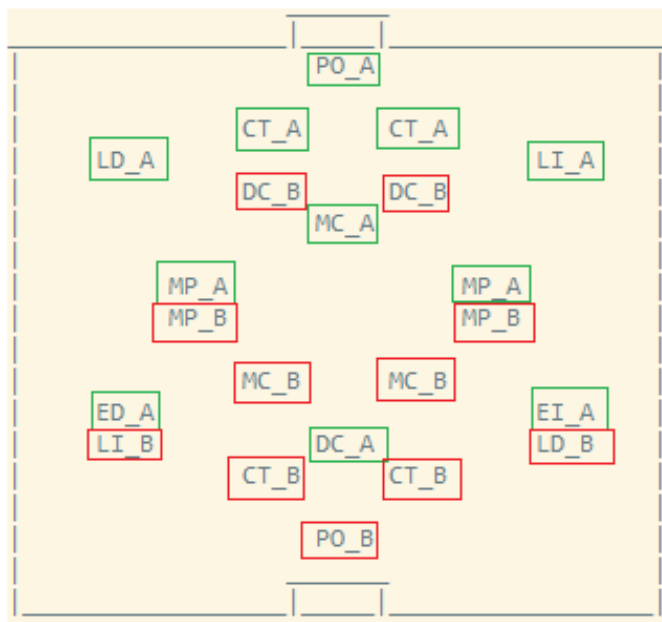 PO_A
CT_A CT_A
LD_A LI_A
DC_B DC_B
MC_A
MP_A MP_A
MP_B MP_B
MC_B MC_B
ED_A EI_A
LI_B DC_A LD_B
CT_B CT_B
PO_B